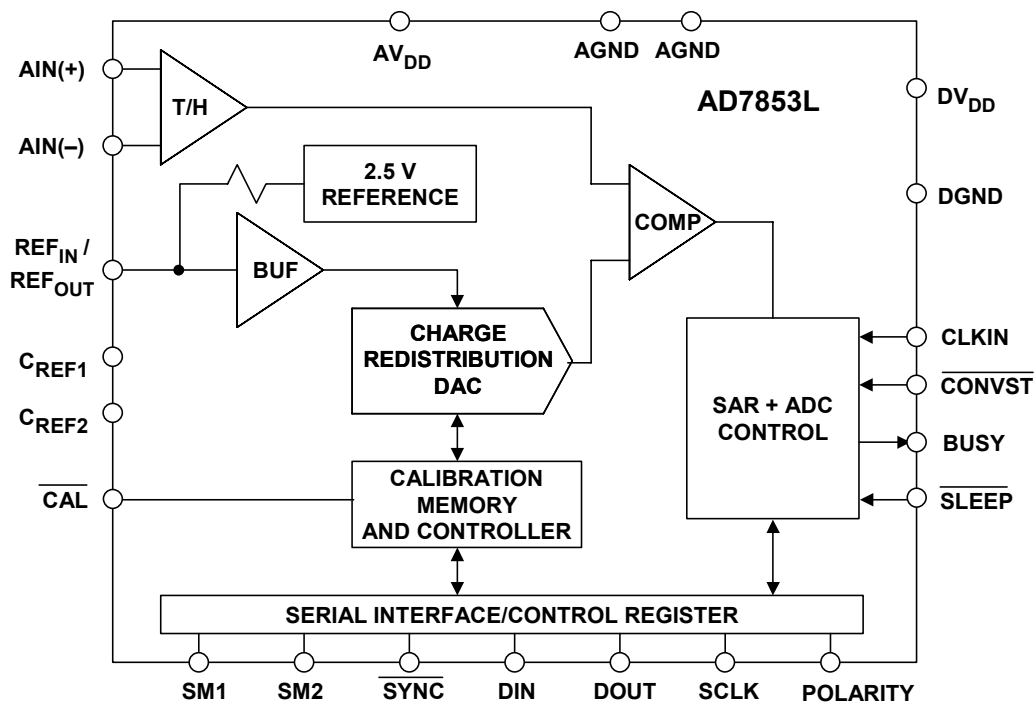 AV_DD
AGND
AGND
AIN(+)
T/H
AD7853L
DV_DD
AIN(–)
2.5 V
REFERENCE
DGND
COMP
REF_IN /
REF_OUT
BUF
CHARGE
REDISTRIBUTION
DAC
CLKIN
C_REF1
CONVST
SAR + ADC
CONTROL
C_REF2
BUSY
CAL
CALIBRATION
MEMORY
AND CONTROLLER
SLEEP
SERIAL INTERFACE/CONTROL REGISTER
SM1
SM2
SYNC
DIN
DOUT
SCLK
POLARITY